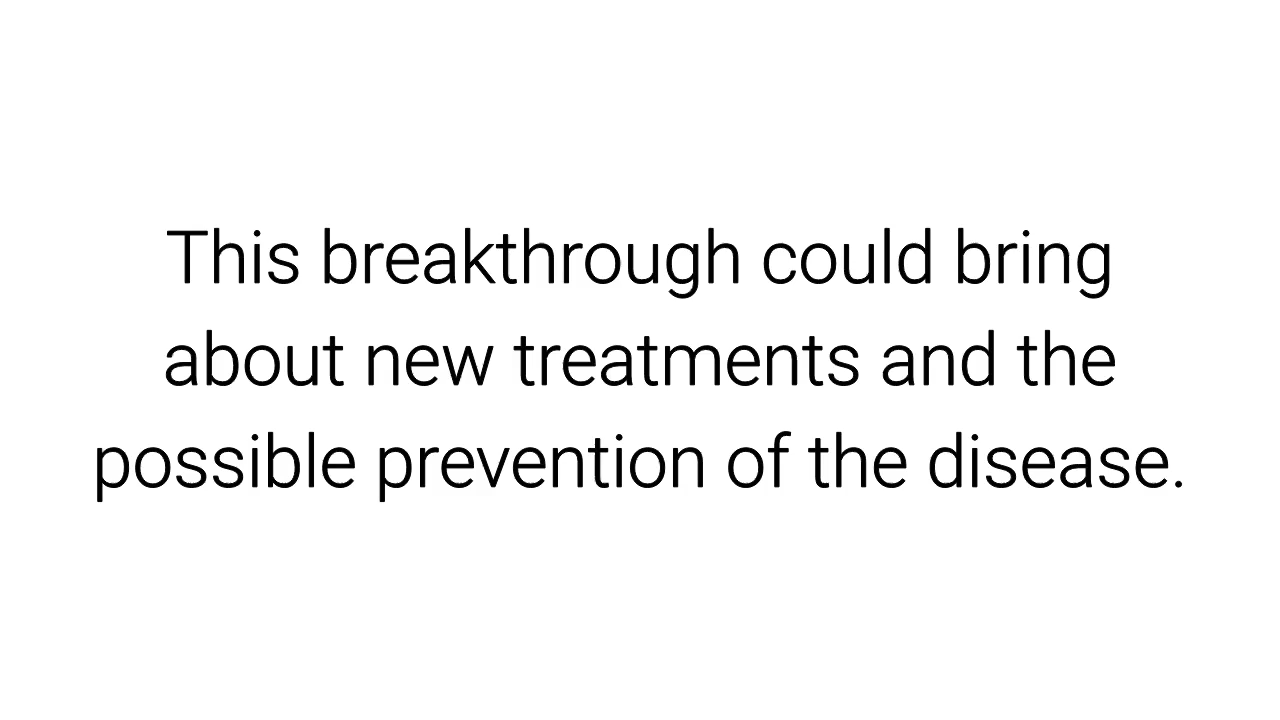 This breakthrough could bring
about new treatments and the
possible prevention of the disease.